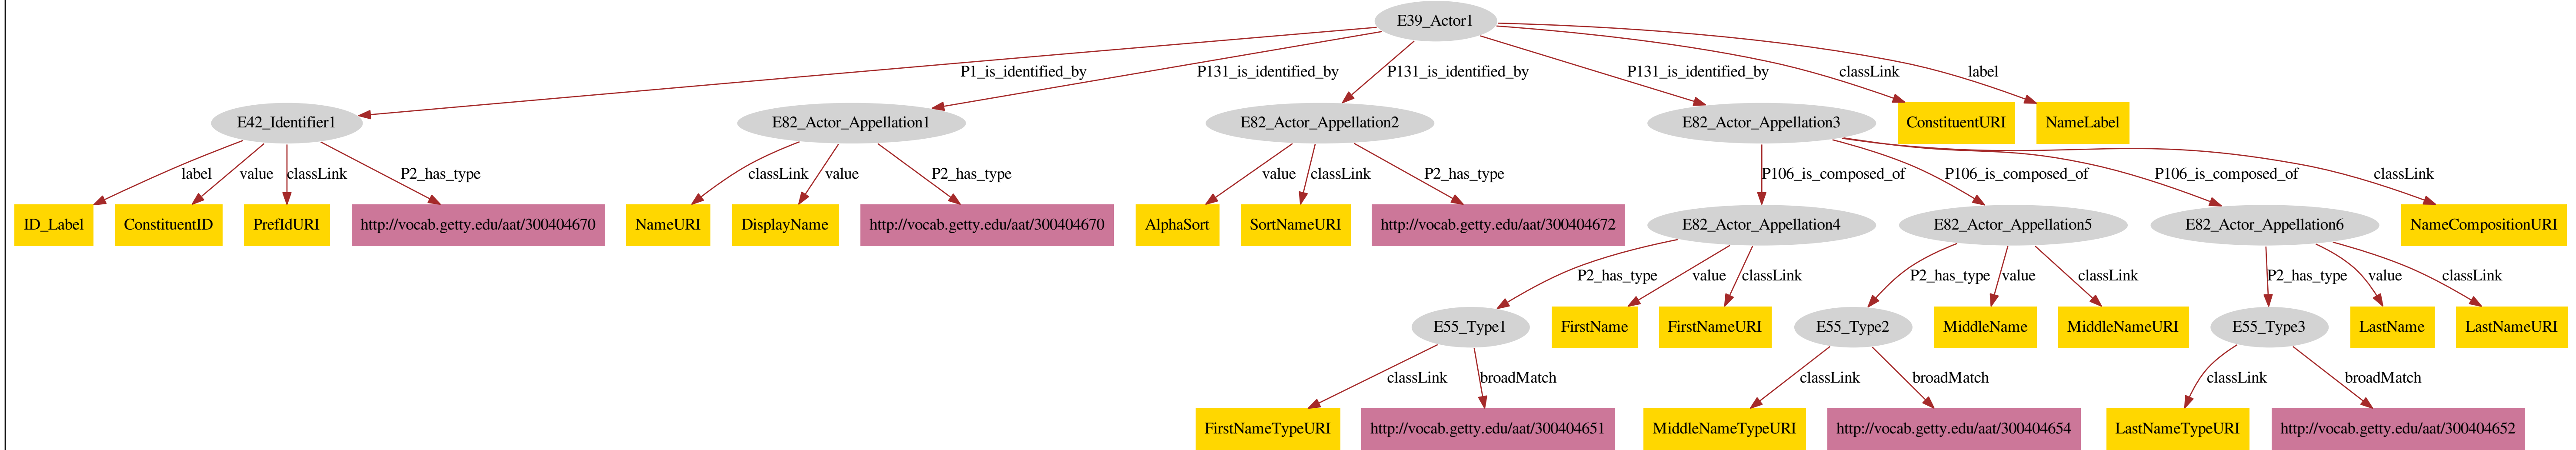 E39_Actor1
P1_is_identified_by P131_is_identified_by P131_is_identified_by P131_is_identified_by classLink label
E42_Identifier1 E82_Actor_Appellation1 E82_Actor_Appellation2 E82_Actor_Appellation3 ConstituentURI NameLabel
label value classLink P2_has_type classLink value P2_has_type value classLink P2_has_type P106_is_composed_of P106_is_composed_of P106_is_composed_of classLink
ID_Label ConstituentID PrefIdURI http://vocab.getty.edu/aat/300404670 NameURI DisplayName http://vocab.getty.edu/aat/300404670 AlphaSort SortNameURI http://vocab.getty.edu/aat/300404672 E82_Actor_Appellation4 E82_Actor_Appellation5 E82_Actor_Appellation6 NameCompositionURI
P2_has_type value classLink P2_has_type value classLink P2_has_type value classLink
E55_Type1 FirstName FirstNameURI E55_Type2 MiddleName MiddleNameURI E55_Type3 LastName LastNameURI
classLink broadMatch classLink broadMatch classLink broadMatch
FirstNameTypeURI http://vocab.getty.edu/aat/300404651 MiddleNameTypeURI http://vocab.getty.edu/aat/300404654 LastNameTypeURI http://vocab.getty.edu/aat/300404652